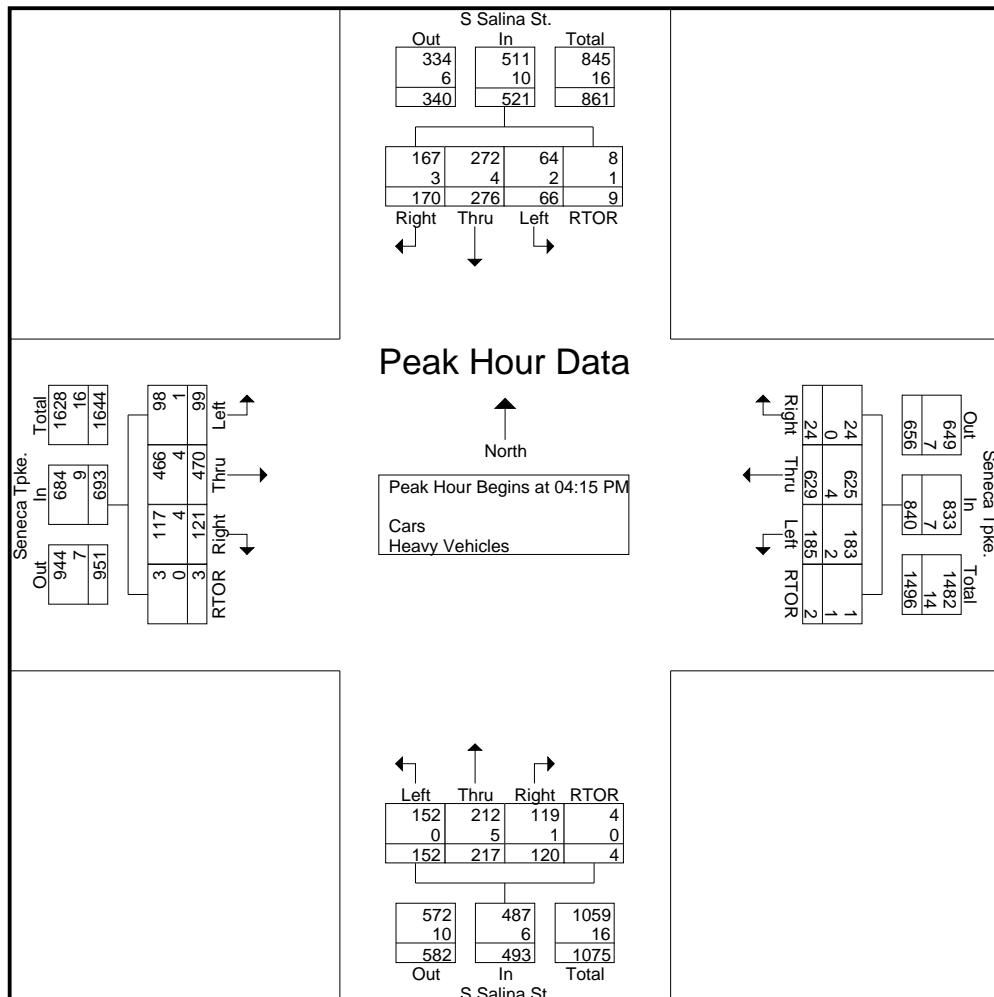 S Salina St.
Out In Total
334 511 845
6 10 16
340 521 861
167 272 64 8
3 4 2 1
170 276 66 9
Right Thru Left RTOR
Peak Hour Data
North
Peak Hour Begins at 04:15 PM
Cars
Heavy Vehicles
Seneca Tpke.
Out In Total
944 684 1628
7 9 16
951 693 1644
3 117 466 98
0 4 4 1
3 121 470 99
RTOR Right Thru Left
Seneca Tpke.
Out In Total
649 833 1482
7 7 14
656 840 1496
24 625 183 1
0 4 2 1
24 629 185 2
Right Thru Left RTOR
Left Thru Right RTOR
152 212 119 4
0 5 1 0
152 217 120 4
572 487 1059
10 6 16
582 493 1075
Out In Total
S Salina St.